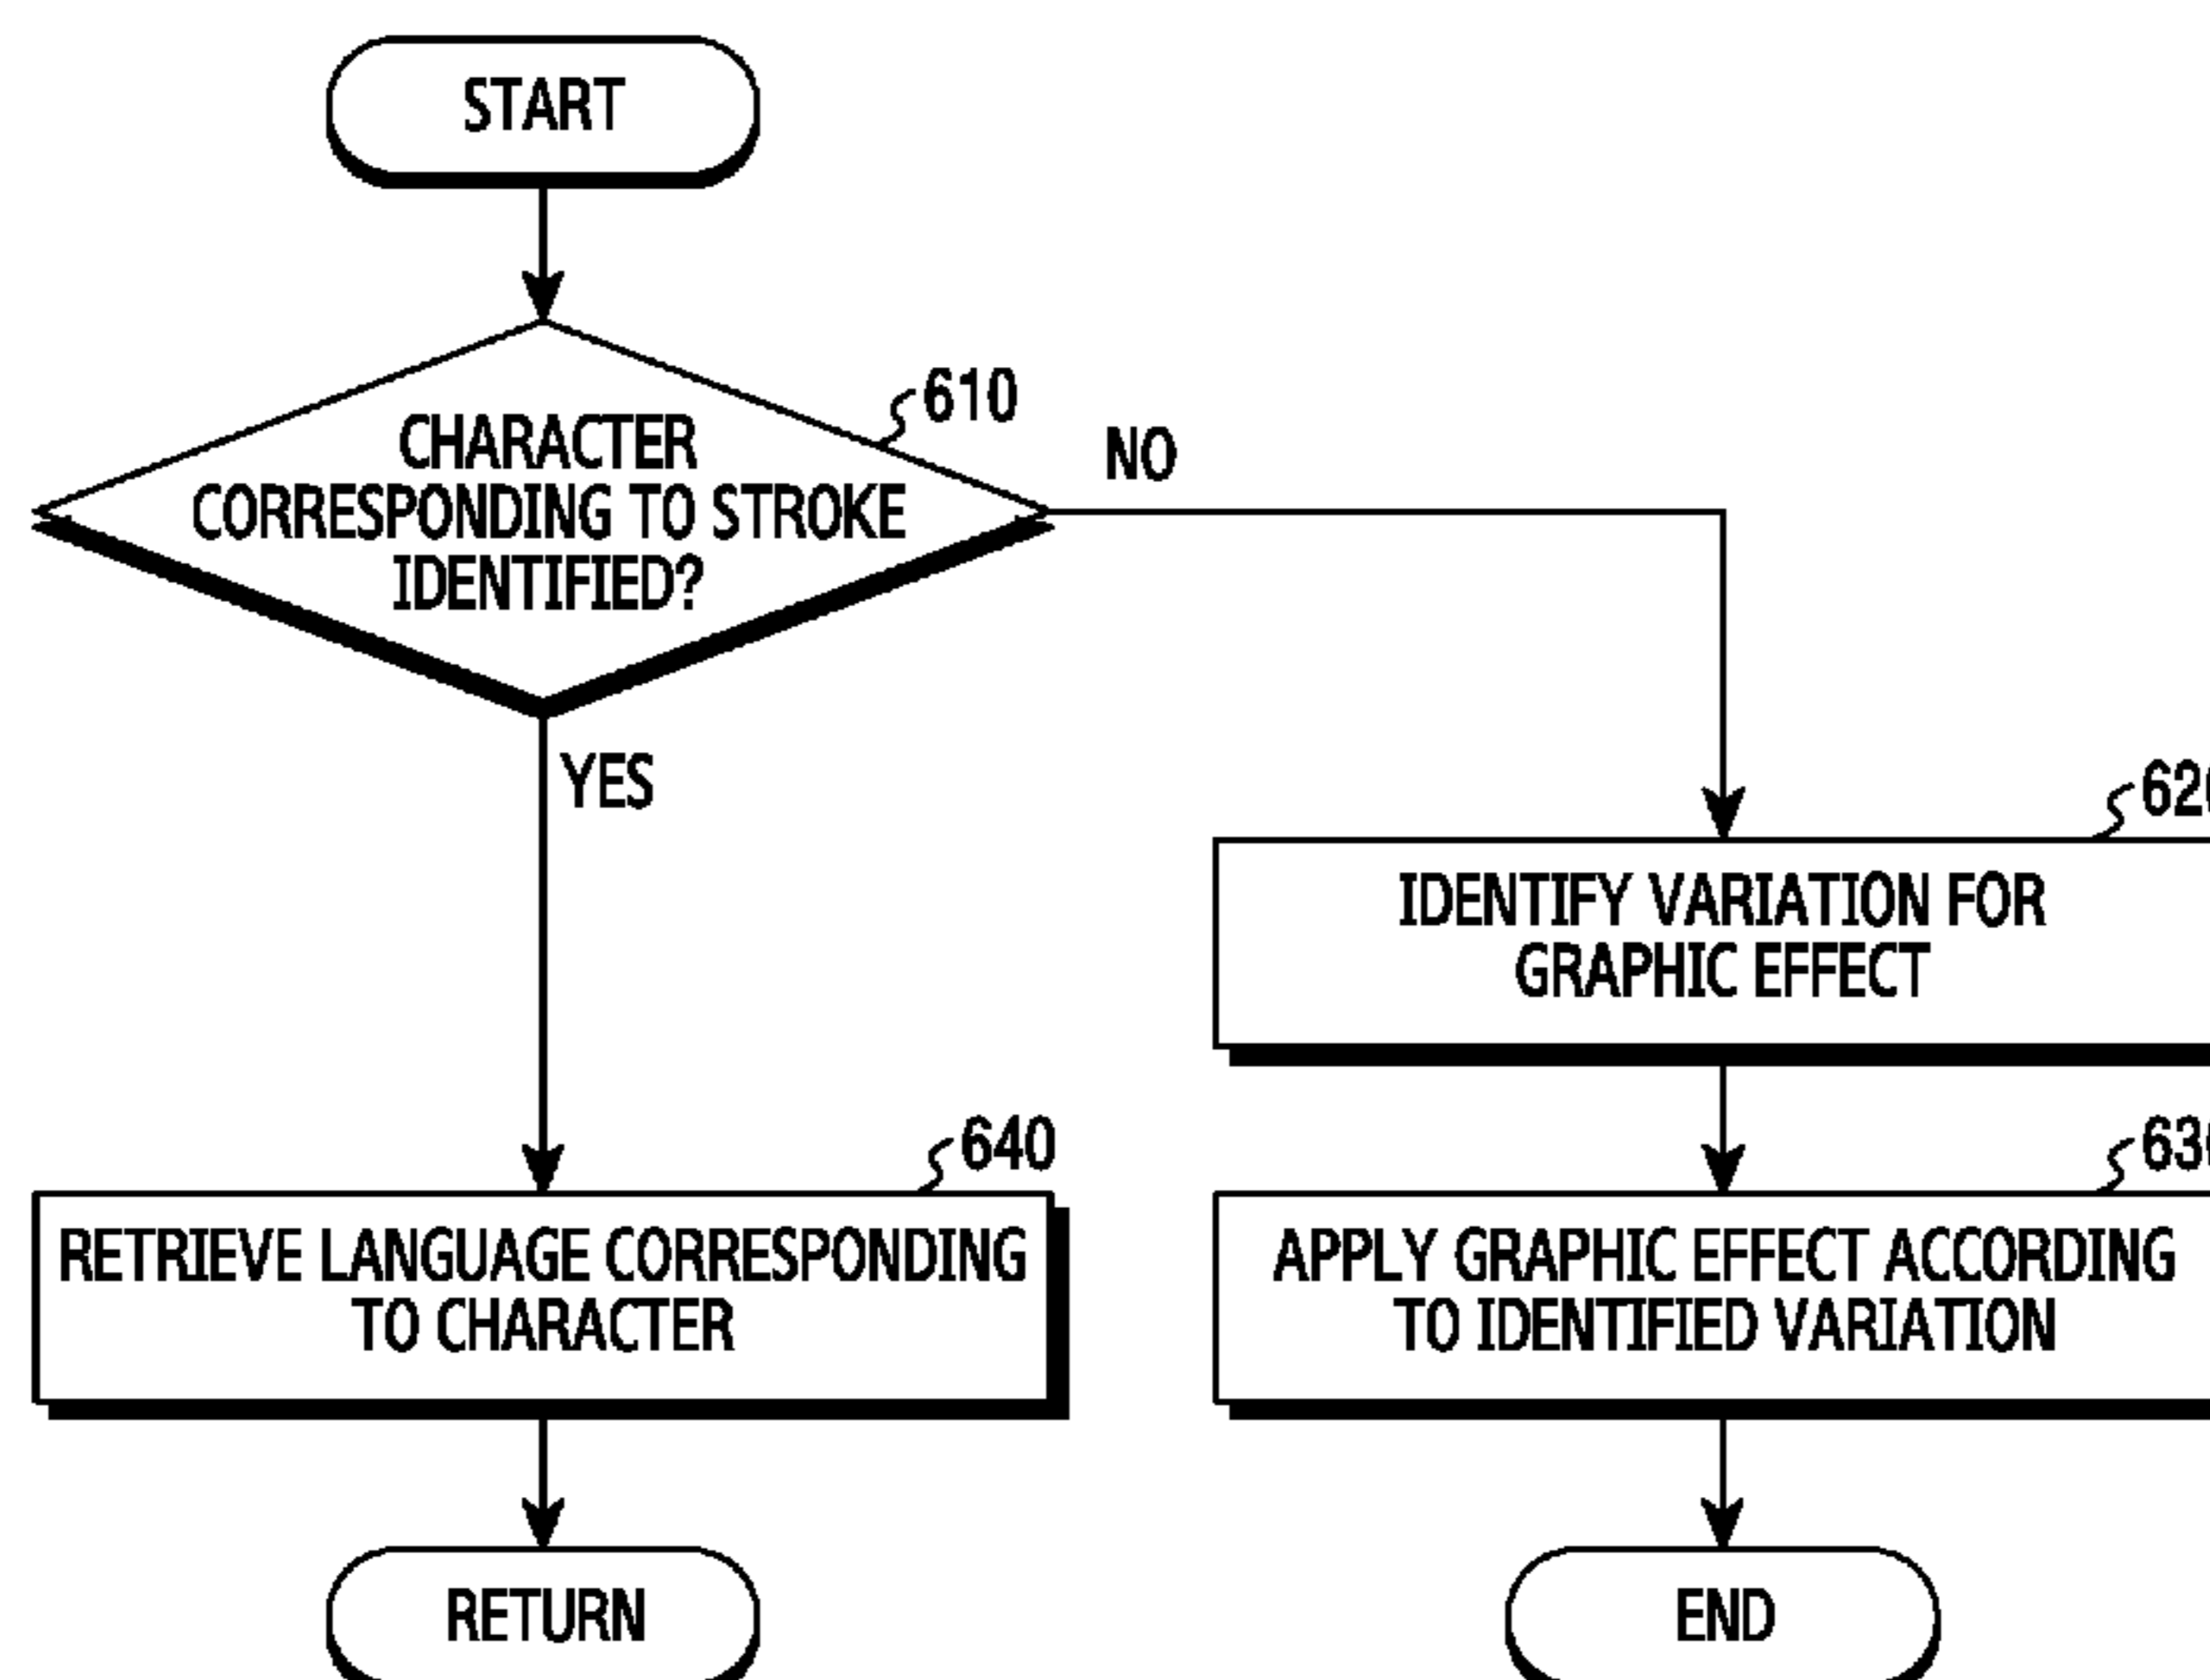 START
610
CHARACTER
CORRESPONDING TO STROKE
IDENTIFIED?
NO
YES
IDENTIFY VARIATION FOR
GRAPHIC EFFECT
640
RETRIEVE LANGUAGE CORRESPONDING
TO CHARACTER
APPLY GRAPHIC EFFECT ACCORDING
TO IDENTIFIED VARIATION
RETURN
END